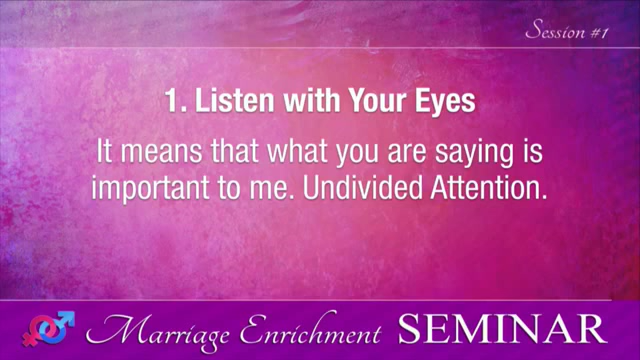 Session #1
1. Listen with Your Eyes
It means that what you are saying is
important to me. Undivided Attention.
Marriage Enrichment SEMINAR